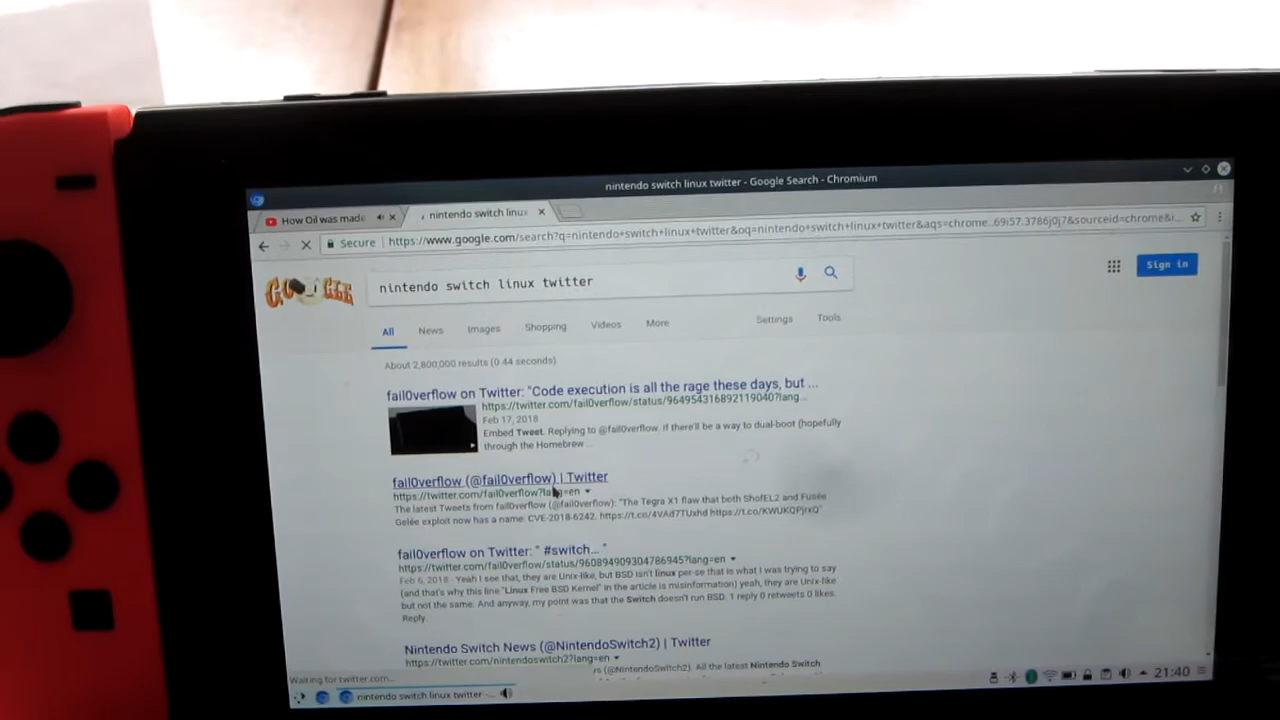 nintendo switch linux twitter - Google Search - Chromium
How Oil was made
nintendo switch linux
Secure | https://www.google.com/search?q=nintendo+switch+linux+twitter&oq=nintendo+switch+linux+twitter&aqs=chrome..69i57.3786j0j7&sourceid=chrome&i...
GOOGLE
nintendo switch linux twitter
Sign in
All News Images Shopping Videos More Settings Tools
About 2,800,000 results (0.44 seconds)
fail0verflow on Twitter: "Code execution is all the rage these days, but ...
https://twitter.com/fail0verflow/status/964954316892119040?lang...
Feb 17, 2018
Embed Tweet. Replying to @fail0verflow. If there'll be a way to dual-boot (hopefully
through the Homebrew ...
fail0verflow (@fail0verflow) | Twitter
https://twitter.com/fail0verflow?lang=en
The latest Tweets from fail0verflow (@fail0verflow): "The Tegra X1 flaw that both ShofEL2 and Fusée
Gelée exploit now has a name: CVE-2018-6242. https://t.co/4VAd7TUxhd https://t.co/KWUKQPjrxQ"
fail0verflow on Twitter: " #switch... "
https://twitter.com/fail0verflow/status/960894909304786945?lang=en
Feb 6, 2018 - Yeah I see that, they are Unix-like, but BSD isn't linux per-se that is what I was trying to say
(and that's why this line "Linux Free BSD Kernel" in the article is misinformation) yeah, they are Unix-like
but not the same. And anyway, my point was that the Switch doesn't run BSD. 1 reply 0 retweets 0 likes.
Reply.
Nintendo Switch News (@NintendoSwitch2) | Twitter
https://twitter.com/nintendoswitch2?lang=en
(@NintendoSwitch2). All the latest Nintendo Switch
Waiting for twitter.com...
nintendo switch linux twitter -...
21:40